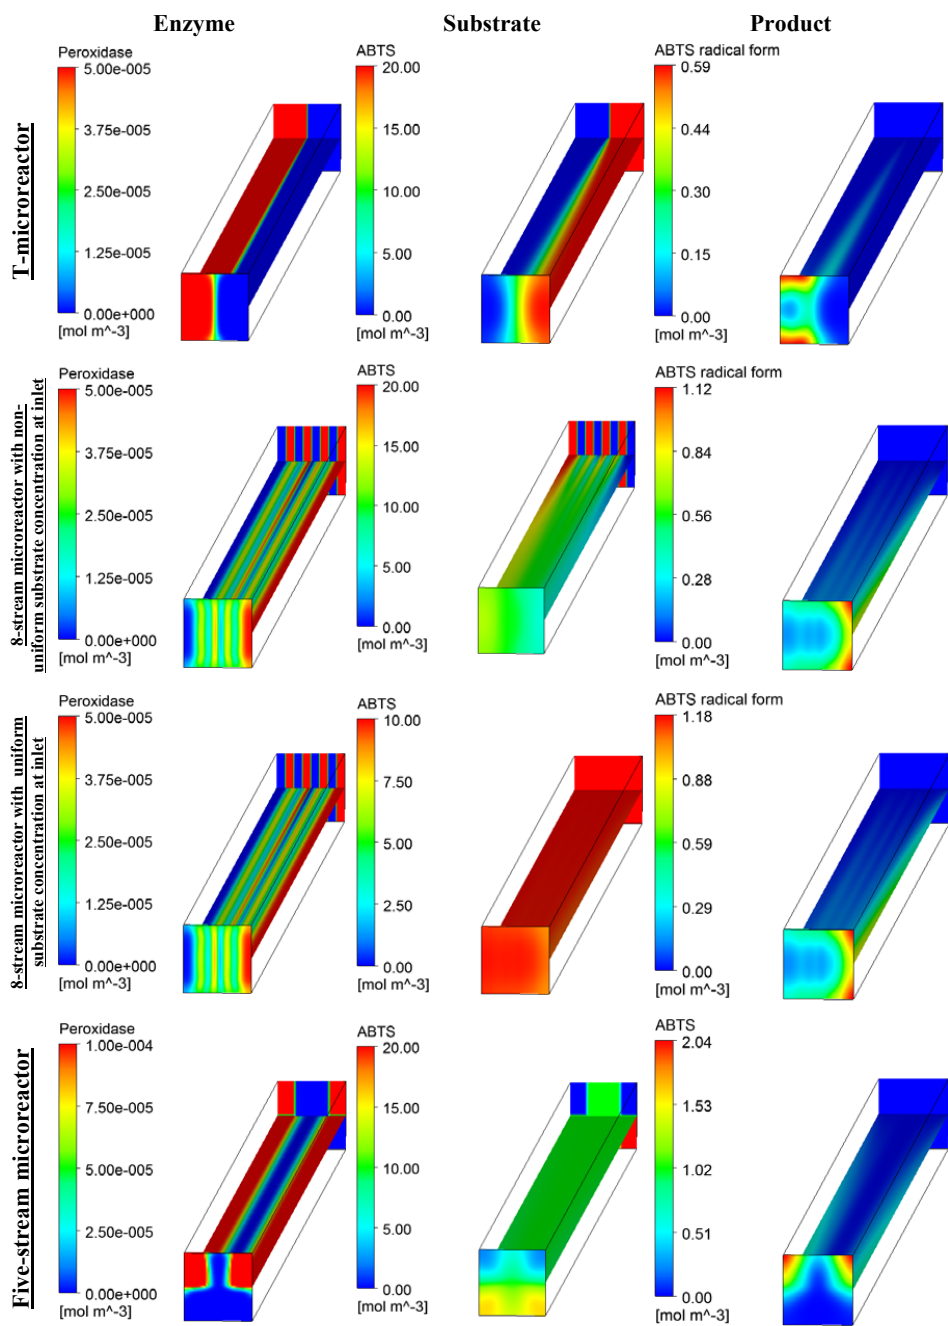 Enzyme
Substrate
Product
T-microreactor
Peroxidase
5.00e-005
3.75e-005
2.50e-005
1.25e-005
0.00e+000
[mol m^-3]
ABTS
20.00
15.00
10.00
5.00
0.00
[mol m^-3]
ABTS radical form
0.59
0.44
0.30
0.15
0.00
[mol m^-3]
8-stream microreactor with non-
uniform substrate concentration at inlet
Peroxidase
5.00e-005
3.75e-005
2.50e-005
1.25e-005
0.00e+000
[mol m^-3]
ABTS
20.00
15.00
10.00
5.00
0.00
[mol m^-3]
ABTS radical form
1.12
0.84
0.56
0.28
0.00
[mol m^-3]
8-stream microreactor with uniform
substrate concentration at inlet
Peroxidase
5.00e-005
3.75e-005
2.50e-005
1.25e-005
0.00e+000
[mol m^-3]
ABTS
10.00
7.50
5.00
2.50
0.00
[mol m^-3]
ABTS radical form
1.18
0.88
0.59
0.29
0.00
[mol m^-3]
Five-stream microreactor
Peroxidase
1.00e-004
7.50e-005
5.00e-005
2.50e-005
0.00e+000
[mol m^-3]
ABTS
20.00
15.00
10.00
5.00
0.00
[mol m^-3]
ABTS
2.04
1.53
1.02
0.51
0.00
[mol m^-3]